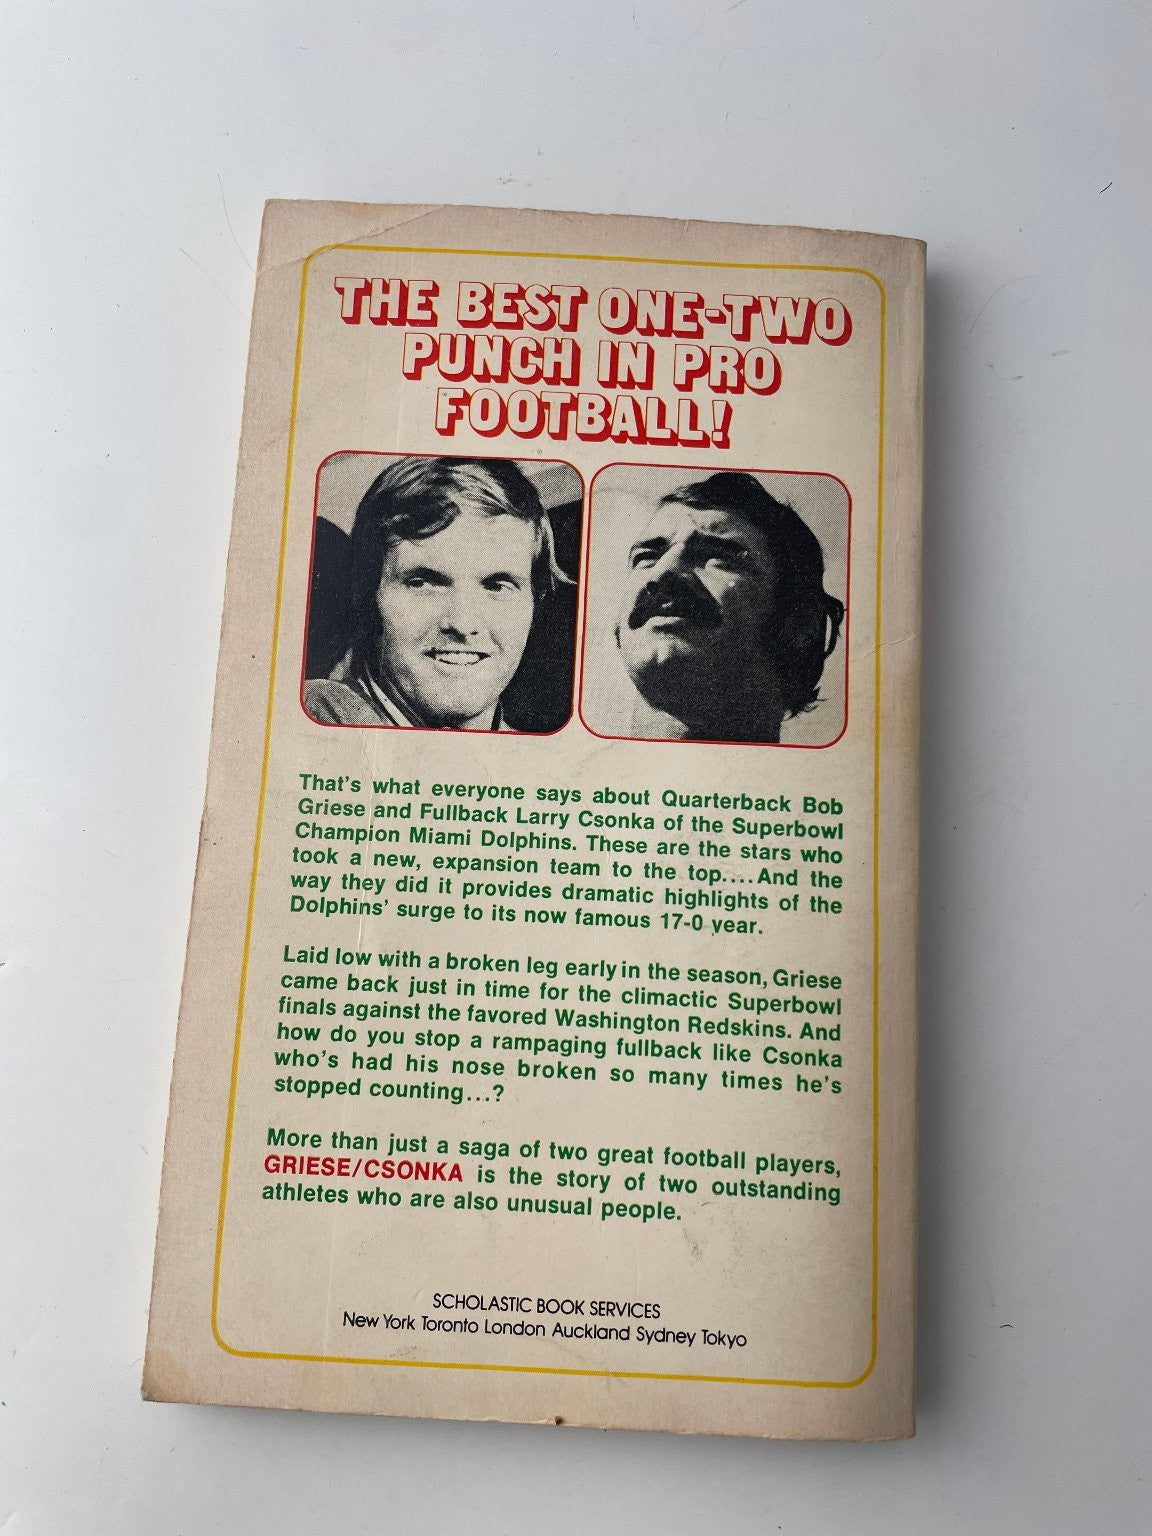 THE BEST ONE-TWO
PUNCH IN PRO
FOOTBALL!
That's what everyone says about Quarterback Bob
Griese and Fullback Larry Csonka of the Superbowl
Champion Miami Dolphins. These are the stars who
took a new, expansion team to the top....And the
way they did it provides dramatic highlights of the
Dolphins' surge to its now famous 17-0 year.
Laid low with a broken leg early in the season, Griese
came back just in time for the climactic Superbowl
finals against the favored Washington Redskins. And
how do you stop a rampaging fullback like Csonka
who's had his nose broken so many times he's
stopped counting...?
More than just a saga of two great football players,
GRIESE/CSONKA is the story of two outstanding
athletes who are also unusual people.
SCHOLASTIC BOOK SERVICES
New York Toronto London Auckland Sydney Tokyo